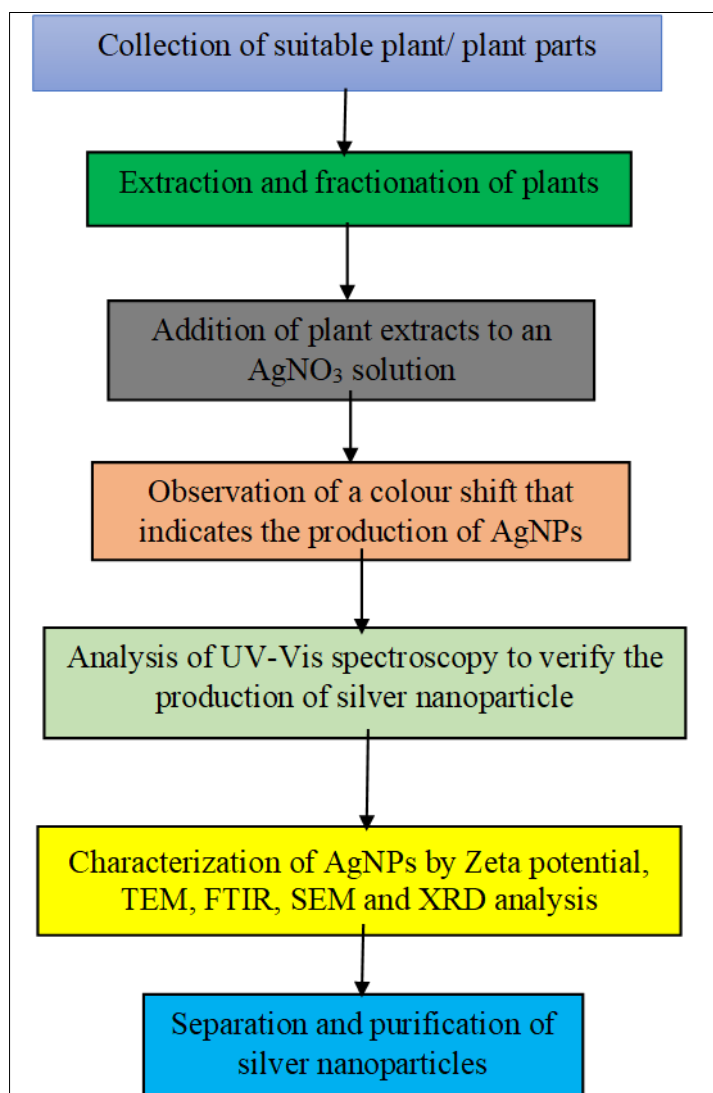 Collection of suitable plant/ plant parts
Extraction and fractionation of plants
Addition of plant extracts to an
AgNO₃ solution
Observation of a colour shift that
indicates the production of AgNPs
Analysis of UV-Vis spectroscopy to verify the
production of silver nanoparticle
Characterization of AgNPs by Zeta potential,
TEM, FTIR, SEM and XRD analysis
Separation and purification of
silver nanoparticles